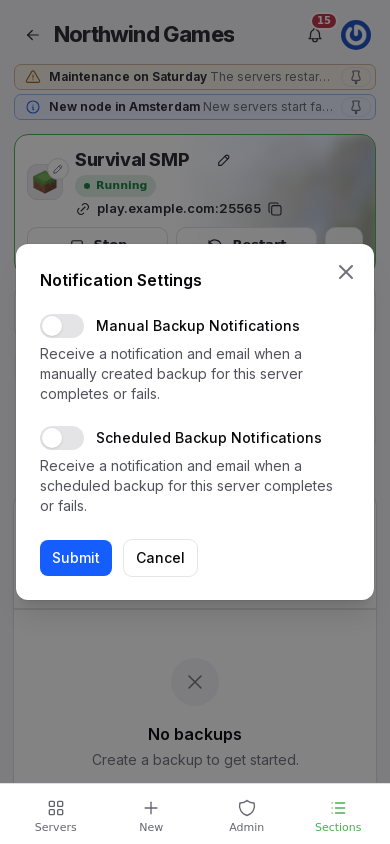 Northwind Games
15
Maintenance on Saturday The servers restar…
New node in Amsterdam New servers start fa…
Survival SMP
Running
play.example.com:25565
Stop
Restart
Notification Settings
Manual Backup Notifications
Receive a notification and email when a
manually created backup for this server
completes or fails.
Scheduled Backup Notifications
Receive a notification and email when a
scheduled backup for this server completes
or fails.
Submit
Cancel
No backups
Create a backup to get started.
Servers
New
Admin
Sections